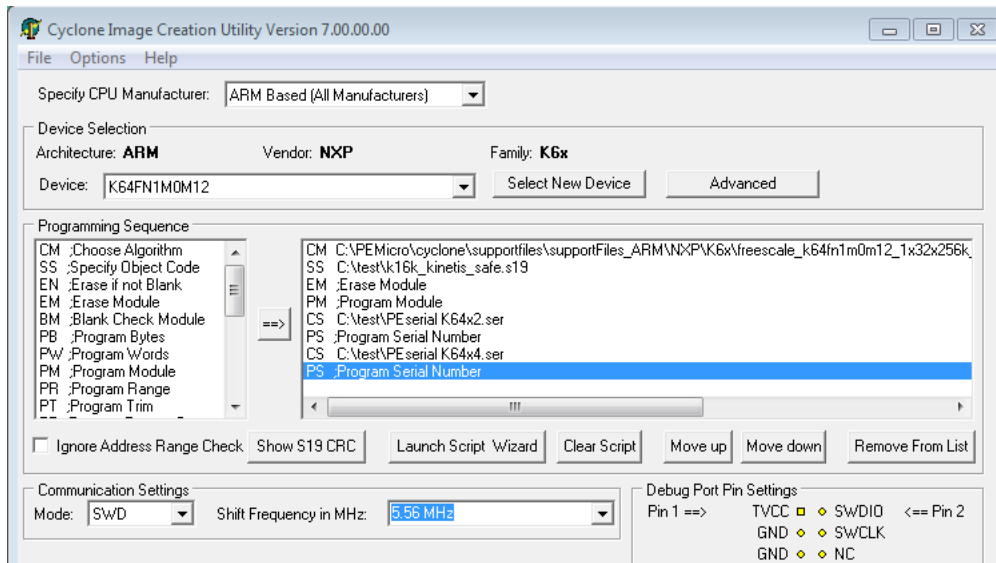 Cyclone Image Creation Utility Version 7.00.00.00
File Options Help
Specify CPU Manufacturer: ARM Based (All Manufacturers)
Device Selection
Architecture: ARM Vendor: NXP Family: K6x
Device: K64FN1M0M12 Select New Device Advanced
Programming Sequence
CM ;Choose Algorithm
SS ;Specify Object Code
EN ;Erase if not Blank
EM ;Erase Module
BM ;Blank Check Module
PB ;Program Bytes
PW ;Program Words
PM ;Program Module
PR ;Program Range
PT ;Program Trim
==>
CM C:\PEMicro\cyclone\supportfiles\supportFiles_ARM\NXP\K6x\freescale_k64fn1m0m12_1x32x256k_
SS C:\test\k16k_kinetis_safe.s19
EM ;Erase Module
PM ;Program Module
CS C:\test\PEserial K64x2.ser
PS ;Program Serial Number
CS C:\test\PEserial K64x4.ser
PS ;Program Serial Number
Ignore Address Range Check Show S19 CRC Launch Script Wizard Clear Script Move up Move down Remove From List
Communication Settings
Mode: SWD Shift Frequency in MHz: 5.56 MHz
Debug Port Pin Settings
Pin 1 ==> TVCC SWDIO <== Pin 2
GND SWCLK
GND NC